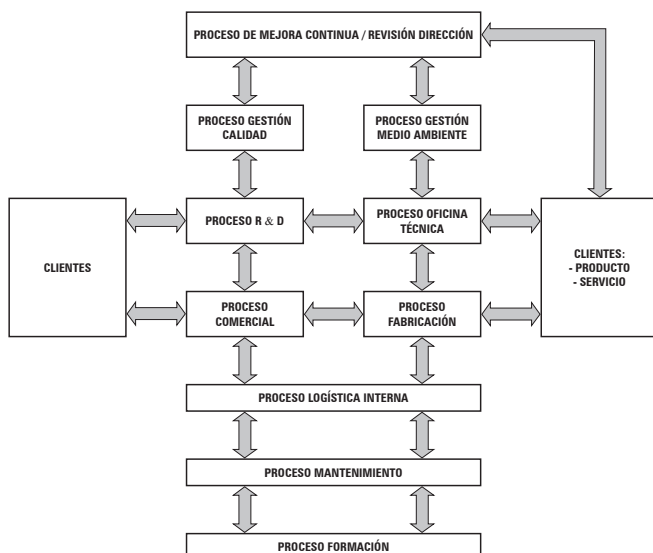 PROCESO DE MEJORA CONTINUA / REVISIÓN DIRECCIÓN
PROCESO GESTIÓN
CALIDAD
PROCESO GESTIÓN
MEDIO AMBIENTE
CLIENTES
PROCESO R & D
PROCESO OFICINA
TÉCNICA
CLIENTES:
- PRODUCTO
- SERVICIO
PROCESO
COMERCIAL
PROCESO
FABRICACIÓN
PROCESO LOGÍSTICA INTERNA
PROCESO MANTENIMIENTO
PROCESO FORMACIÓN